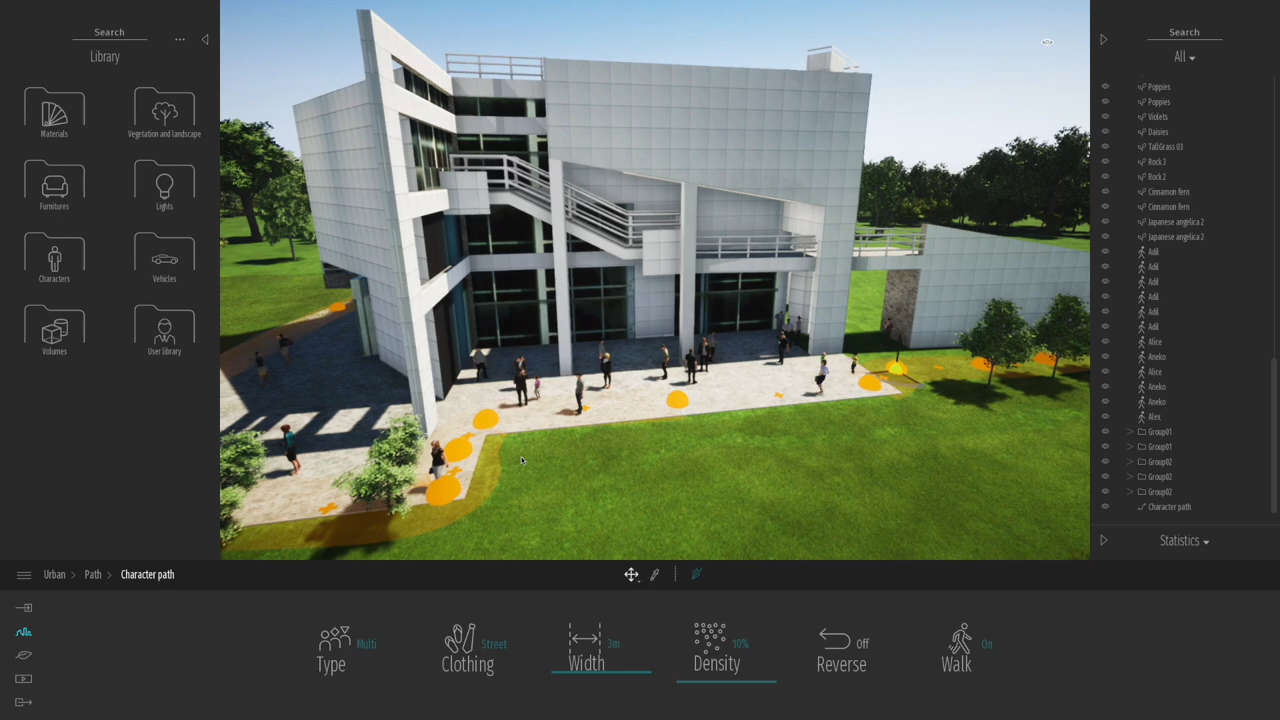 Search
Library
Materials
Vegetation and landscape
Furnitures
Lights
Characters
Vehicles
Volumes
User library
Search
All
Poppies
Poppies
Violets
Daisies
TallGrass 03
Rock 3
Rock 2
Cinnamon fern
Cinnamon fern
Japanese angelica 2
Japanese angelica 2
Adil
Adil
Adil
Adil
Adil
Adil
Alice
Aneko
Alice
Aneko
Aneko
Alex
Group01
Group01
Group02
Group02
Group02
Character path
Statistics
Urban > Path > Character path
Type Multi
Clothing Street
Width 3m
Density 10%
Reverse Off
Walk On